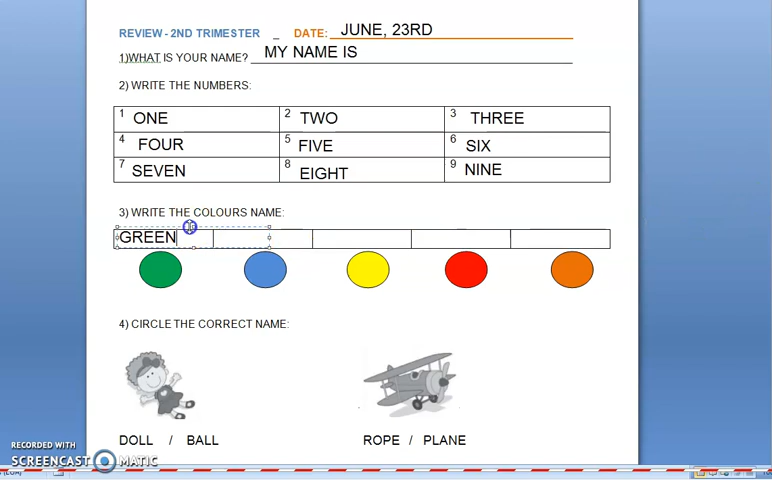 REVIEW - 2ND TRIMESTER _ DATE: JUNE, 23RD
1)WHAT IS YOUR NAME? MY NAME IS
2) WRITE THE NUMBERS:
1 ONE 2 TWO 3 THREE
4 FOUR 5 FIVE 6 SIX
7 SEVEN 8 EIGHT 9 NINE
3) WRITE THE COLOURS NAME:
GREEN
4) CIRCLE THE CORRECT NAME:
DOLL / BALL ROPE / PLANE
RECORDED WITH
SCREENCAST MATIC